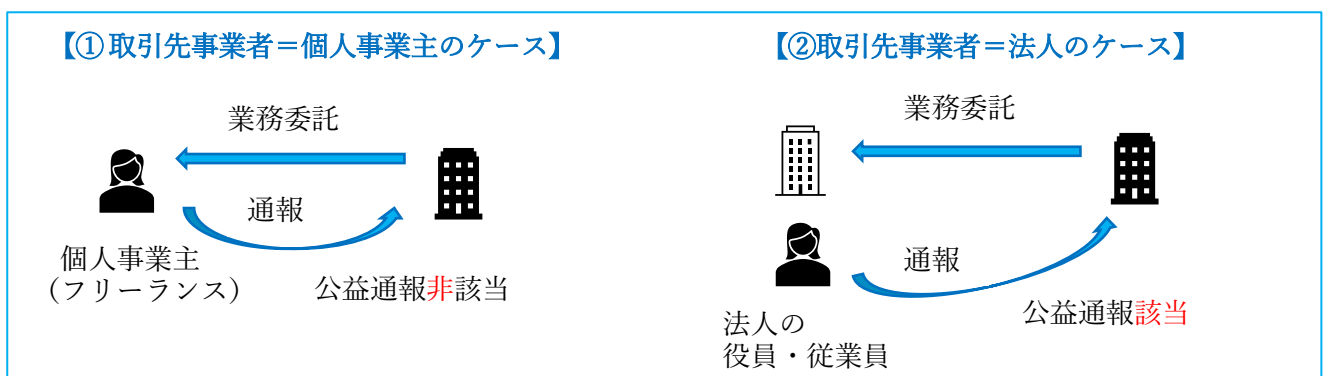 【①取引先事業者＝個人事業主のケース】
業務委託
通報
個人事業主
（フリーランス）
公益通報非該当
【②取引先事業者＝法人のケース】
業務委託
通報
法人の
役員・従業員
公益通報該当